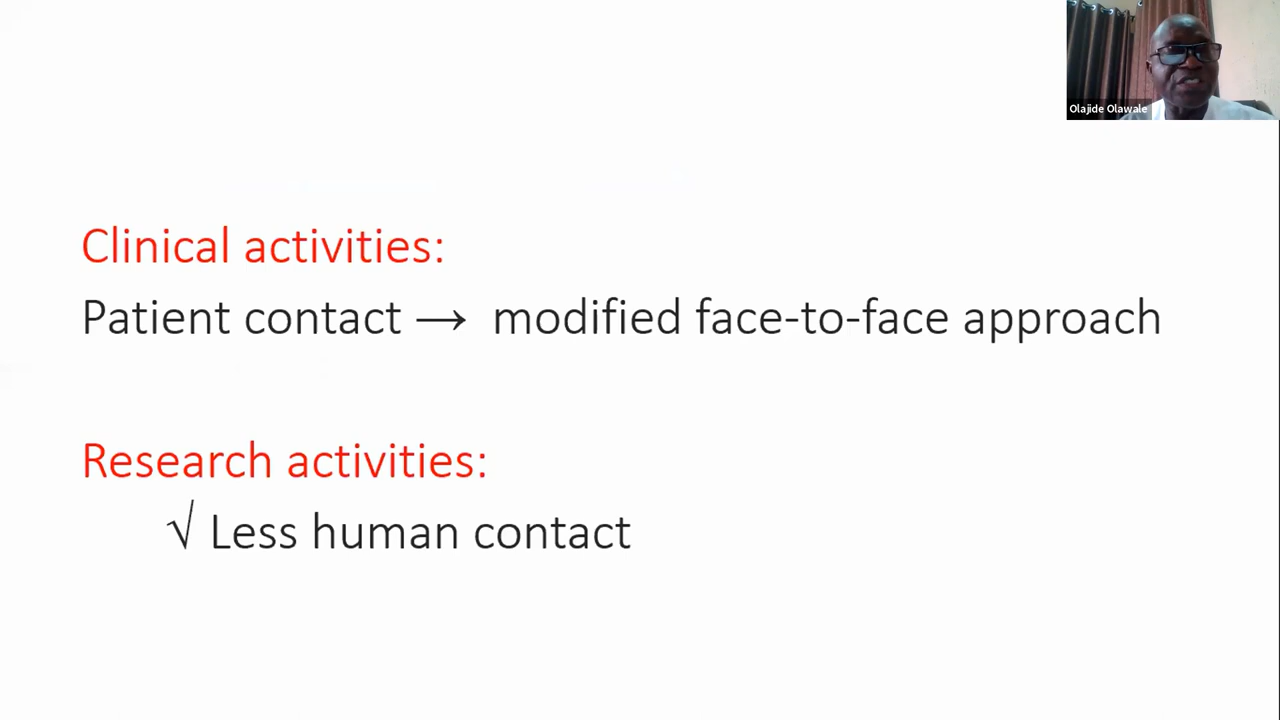 Olajide Olawale
Clinical activities:
Patient contact → modified face-to-face approach
Research activities:
√ Less human contact